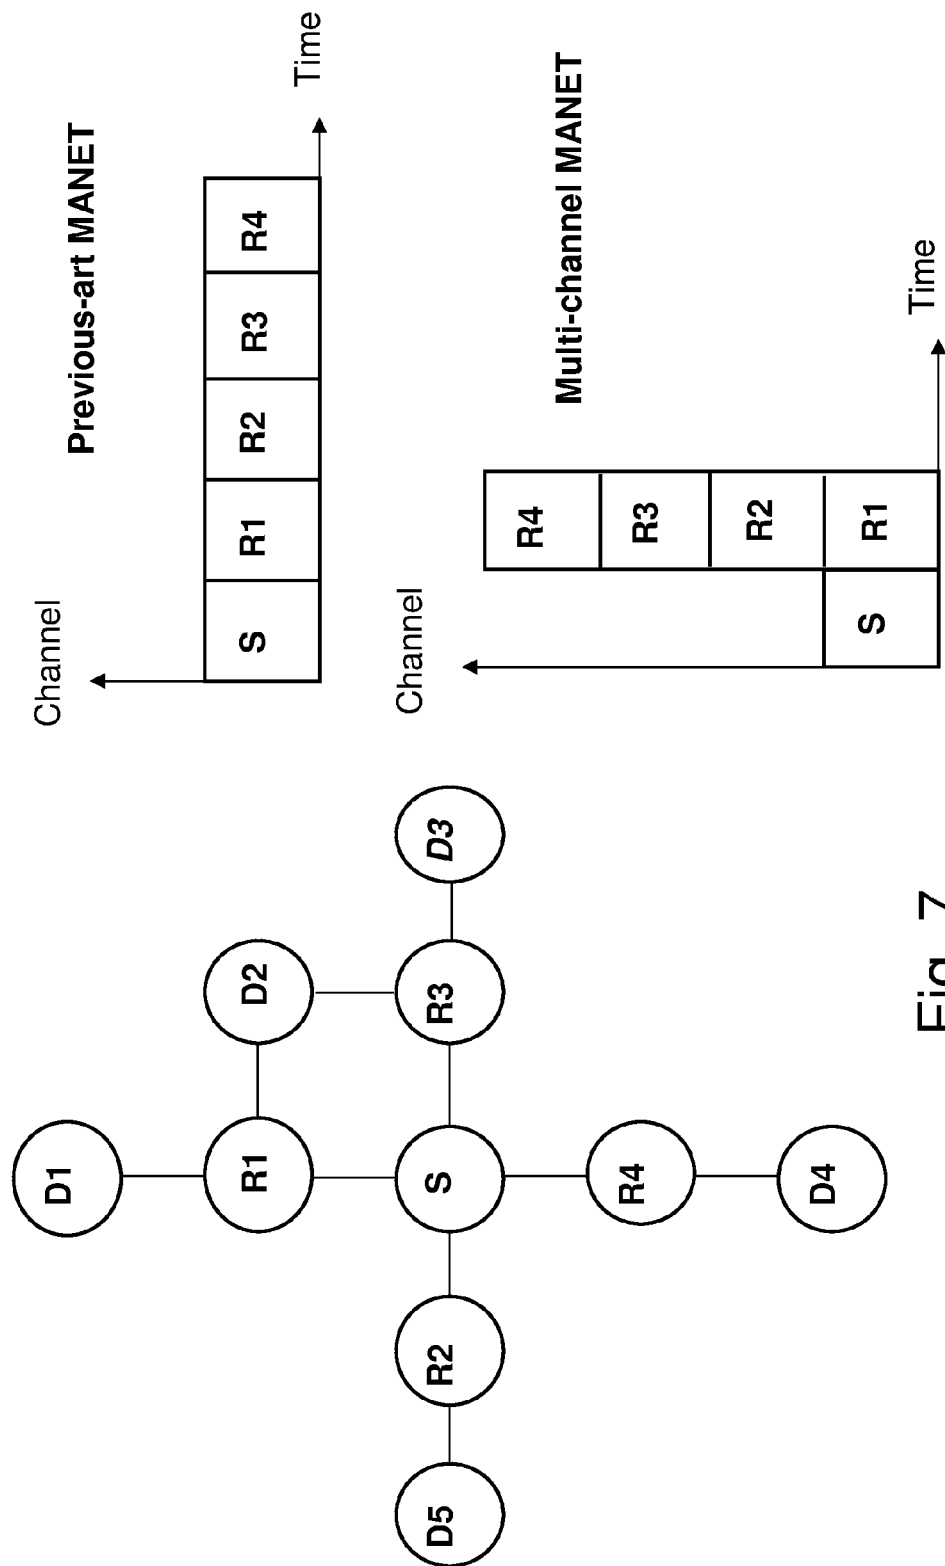 D1
R1
D2
D5
R2
S
R3
D3
R4
D4
Previous-art MANET
Channel
S
R1
R2
R3
R4
Time
Multi-channel MANET
Channel
R4
R3
R2
S
R1
Time
Fig. 7